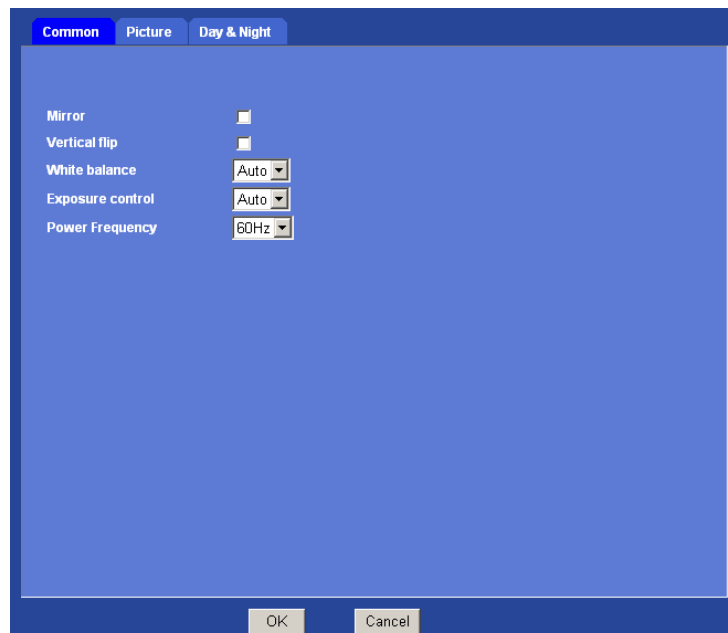 Common Picture Day & Night
Mirror
Vertical flip
White balance Auto
Exposure control Auto
Power Frequency 60Hz
OK Cancel